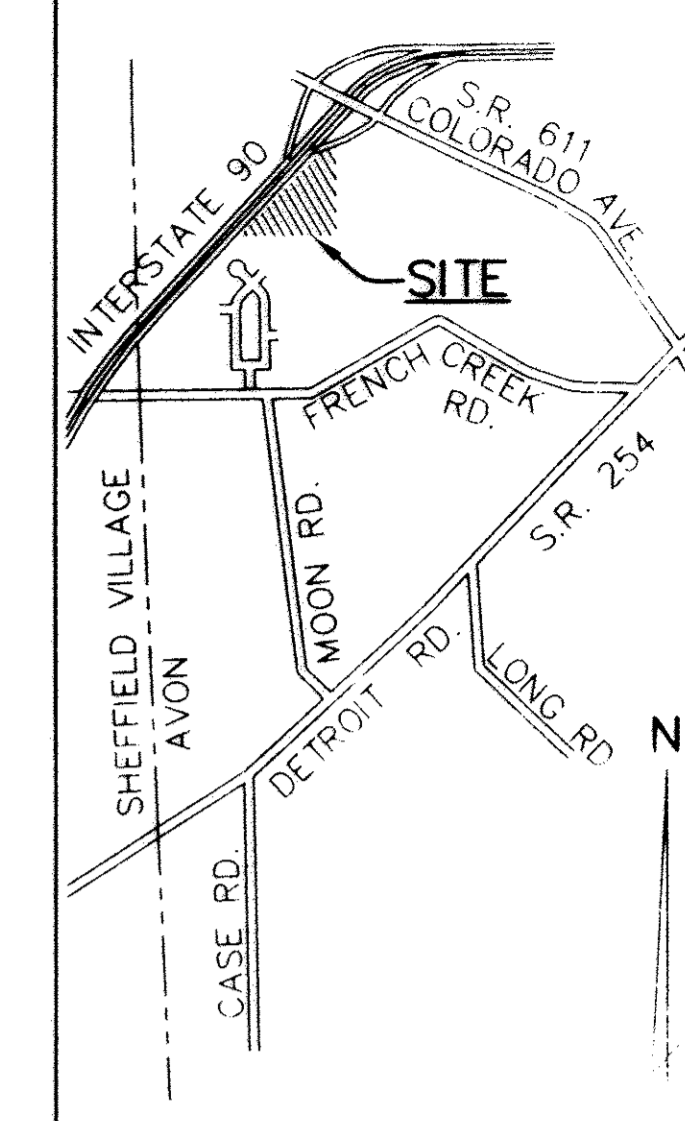 S.R. 611
COLORADO AVE.
INTERSTATE 90
SITE
FRENCH CREEK
RD.
S.R. 254
MOON RD.
SHEFFIELD VILLAGE
AVON
DETROIT RD.
LONG RD
N
CASE RD.